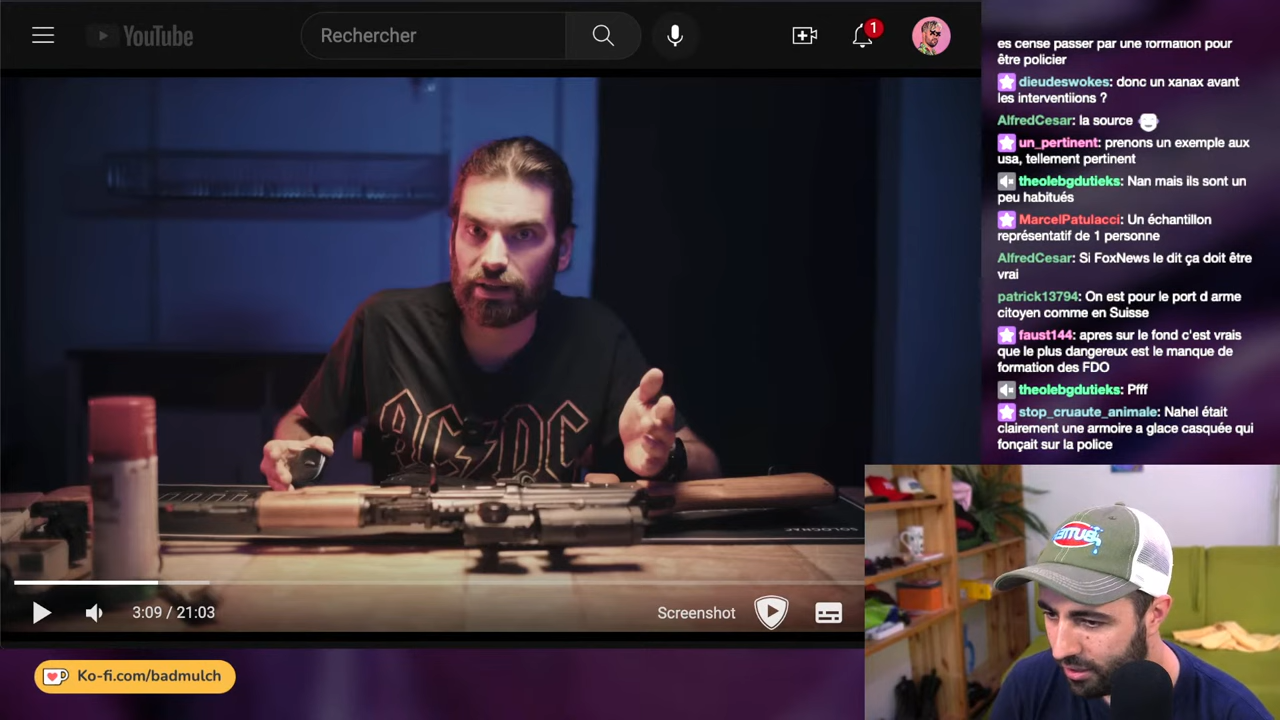 YouTube
Rechercher
1
es censé passer par une formation pour
être policier
dieudeswokes: donc un xanax avant
les interventiions ?
AlfredCesar: la source
un_pertinent: prenons un exemple aux
usa, tellement pertinent
theolebgdutieks: Nan mais ils sont un
peu habitués
MarcelPatulacci: Un échantillon
représentatif de 1 personne
AlfredCesar: Si FoxNews le dit ça doit être
vrai
patrick13794: On est pour le port d arme
citoyen comme en Suisse
faust144: apres sur le fond c'est vrais
que le plus dangereux est le manque de
formation des FDO
theolebgdutieks: Pfff
stop_cruaute_animale: Nahel était
clairement une armoire a glace casquée qui
fonçait sur la police
AC DC
3:09 / 21:03
Screenshot
Ko-fi.com/badmulch